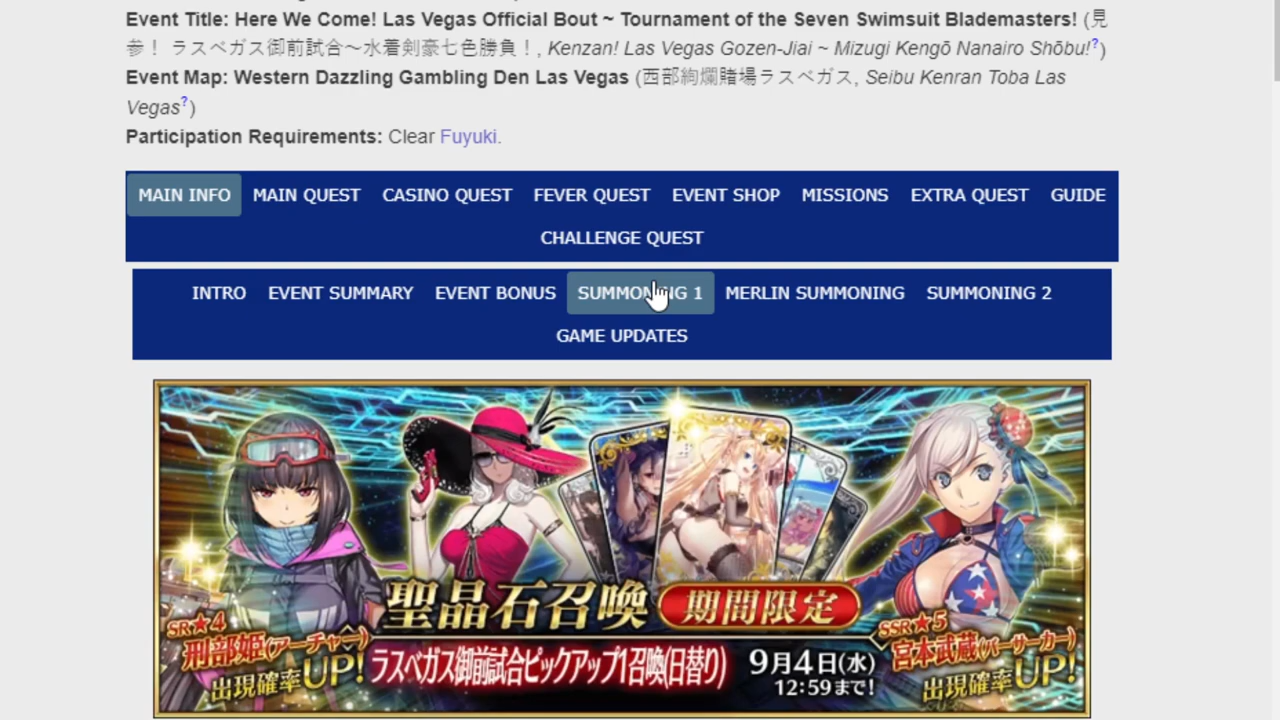 Event Title: Here We Come! Las Vegas Official Bout ~ Tournament of the Seven Swimsuit Blademasters! (見
参！ ラスベガス御前試合〜水着剣豪七色勝負！, Kenzan! Las Vegas Gozen-Jiai ~ Mizugi Kengō Nanairo Shōbu!?)
Event Map: Western Dazzling Gambling Den Las Vegas (西部絢爛賭場ラスベガス, Seibu Kenran Toba Las
Vegas?)
Participation Requirements: Clear Fuyuki.
MAIN INFO MAIN QUEST CASINO QUEST FEVER QUEST EVENT SHOP MISSIONS EXTRA QUEST GUIDE
CHALLENGE QUEST
INTRO EVENT SUMMARY EVENT BONUS SUMMONING 1 MERLIN SUMMONING SUMMONING 2
GAME UPDATES
聖晶石召喚 期間限定
SR★4
刑部姫(アーチャー)
出現確率UP!
ラスベガス御前試合ピックアップ1召喚(日替り)
9月4日(水)
12:59まで!
SSR★5
宮本武蔵(バーサーカー)
出現確率UP!